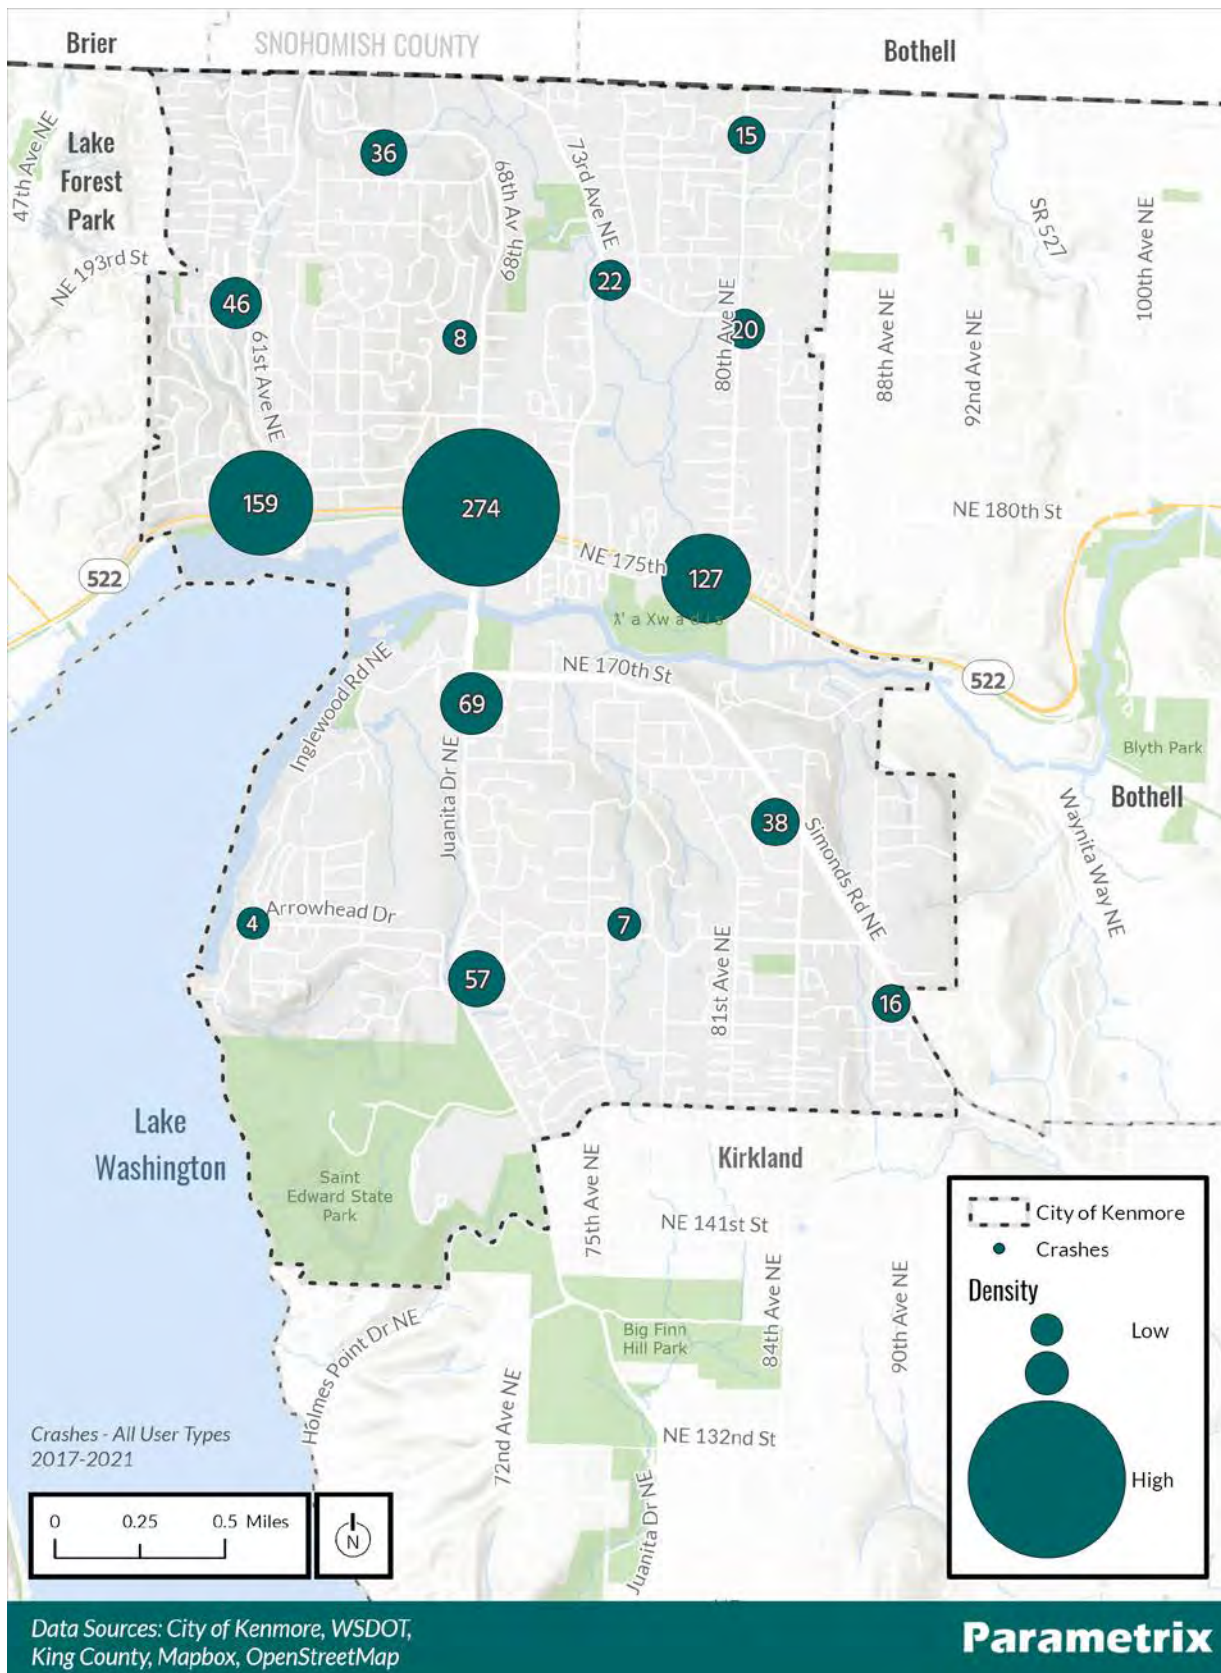 Brier
SNOHOMISH COUNTY
Bothell
47th Ave NE
Lake
Forest
Park
36
68th Av
68th
73rd Ave NE
15
SR 527
100th Ave NE
NE 193rd St
46
22
8
20
80th Ave NE
88th Ave NE
92nd Ave NE
61st Ave NE
159
274
NE 180th St
NE 175th
127
522
ƛ' a Xw a d i s
NE 170th St
522
Inglewood Rd NE
69
Juanita Dr NE
Blyth Park
Bothell
38
Simonds Rd NE
Waynita Way NE
4
Arrowhead Dr
7
81st Ave NE
57
16
Lake
Washington
Kirkland
Saint
Edward State
Park
75th Ave NE
NE 141st St
84th Ave NE
90th Ave NE
Big Finn
Hill Park
Holmes Point Dr NE
72nd Ave NE
NE 132nd St
Juanita Dr NE
City of Kenmore
Crashes
Density
Low
High
Crashes - All User Types
2017-2021
0 0.25 0.5 Miles
N
Data Sources: City of Kenmore, WSDOT,
King County, Mapbox, OpenStreetMap
Parametrix